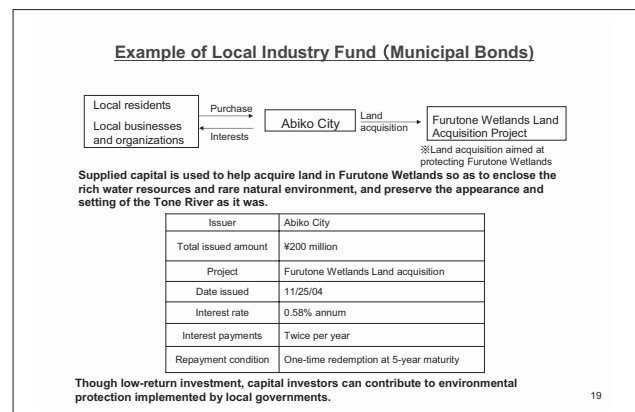 Example of Local Industry Fund（Municipal Bonds）
Local residents
Local businesses
and organizations
Purchase
Interests
Abiko City
Land
acquisition
Furutone Wetlands Land
Acquisition Project
※Land acquisition aimed at
protecting Furutone Wetlands
Supplied capital is used to help acquire land in Furutone Wetlands so as to enclose the
rich water resources and rare natural environment, and preserve the appearance and
setting of the Tone River as it was.
Issuer Abiko City
Total issued amount ¥200 million
Project Furutone Wetlands Land acquisition
Date issued 11/25/04
Interest rate 0.58% annum
Interest payments Twice per year
Repayment condition One-time redemption at 5-year maturity
Though low-return investment, capital investors can contribute to environmental
protection implemented by local governments.
19